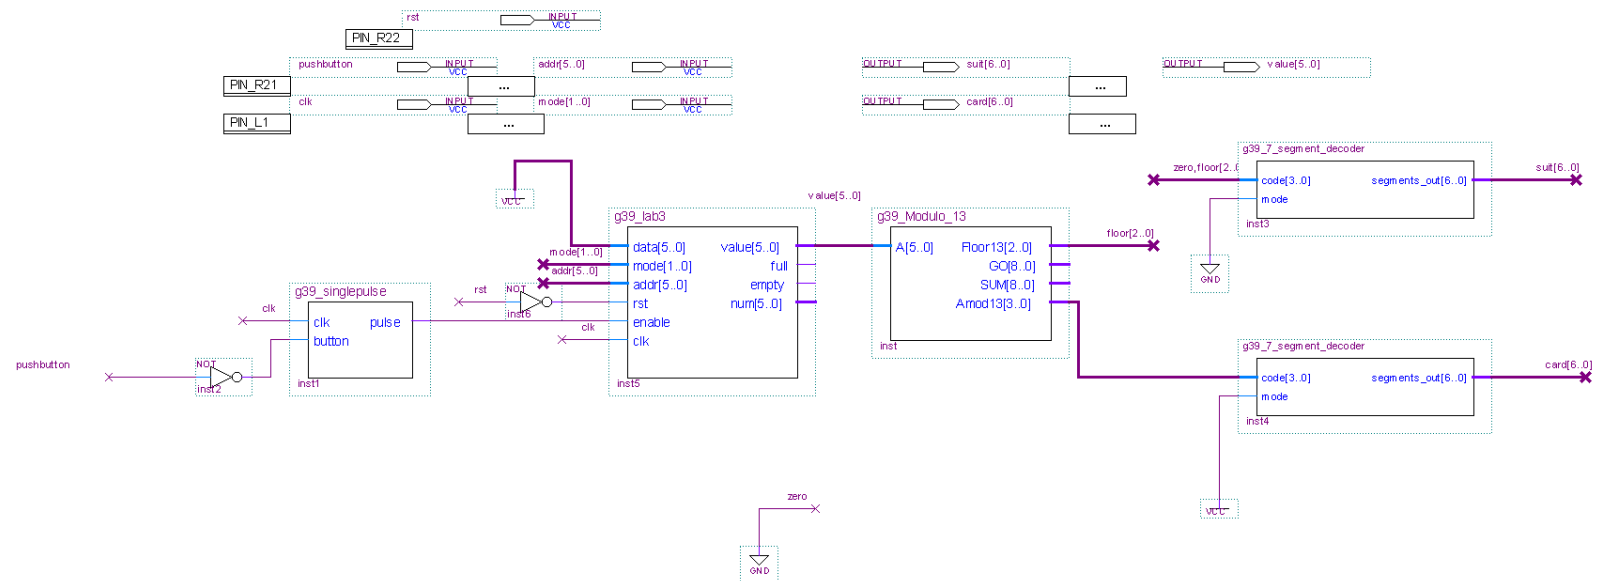 rst INPUT
VCC
PIN_R22
pushbutton INPUT addr[5..0] INPUT OUTPUT suit[6..0] OUTPUT value[5..0]
VCC VCC
PIN_R21 ... ...
clk INPUT mode[1..0] INPUT OUTPUT card[6..0]
VCC VCC
PIN_L1 ... ...
g39_7_segment_decoder
zero,floor[2..0 suit[6..0]
code[3..0] segments_out[6..0]
mode
inst3
VCC
value[5..0]
g39_lab3 g39_Modulo_13
floor[2..0]
data[5..0] value[5..0] A[5..0] Floor13[2..0]
mode[1..0]
mode[1..0] full GO[8..0]
addr[5..0]
addr[5..0] empty SUM[8..0]
GND
g39_singlepulse rst NOT
rst num[5..0] Amod13[3..0]
clk inst6
clk pulse enable
clk
button clk
inst
g39_7_segment_decoder
pushbutton NOT card[6..0]
code[3..0] segments_out[6..0]
inst2 inst1 inst5
mode
inst4
zero
VCC
GND